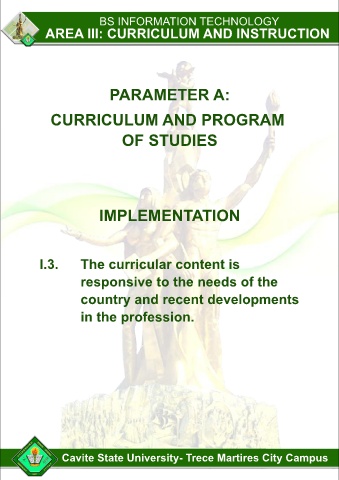 BS INFORMATION TECHNOLOGY
AREA III: CURRICULUM AND INSTRUCTION
PARAMETER A:
CURRICULUM AND PROGRAM
OF STUDIES
IMPLEMENTATION
I.3. The curricular content is
responsive to the needs of the
country and recent developments
in the profession.
Cavite State University- Trece Martires City Campus